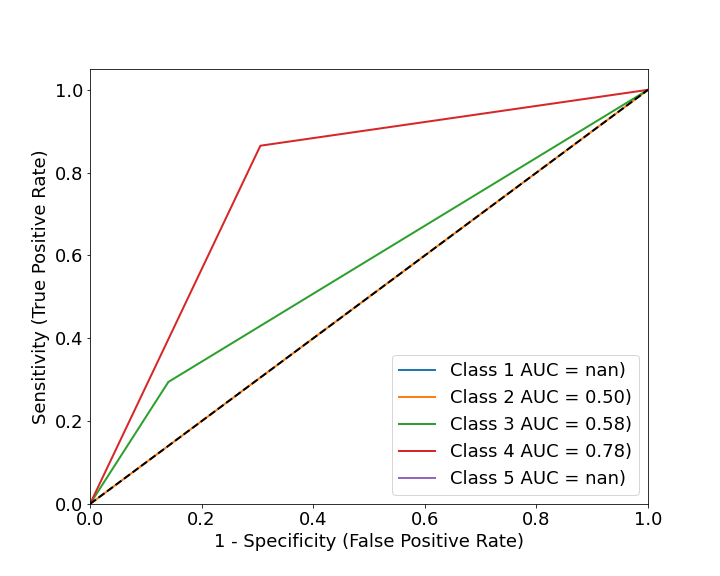 1.0
0.8
0.6
0.4
0.2
0.0
Sensitivity (True Positive Rate)
Class 1 AUC = nan)
Class 2 AUC = 0.50)
Class 3 AUC = 0.58)
Class 4 AUC = 0.78)
Class 5 AUC = nan)
0.0 0.2 0.4 0.6 0.8 1.0
1 - Specificity (False Positive Rate)